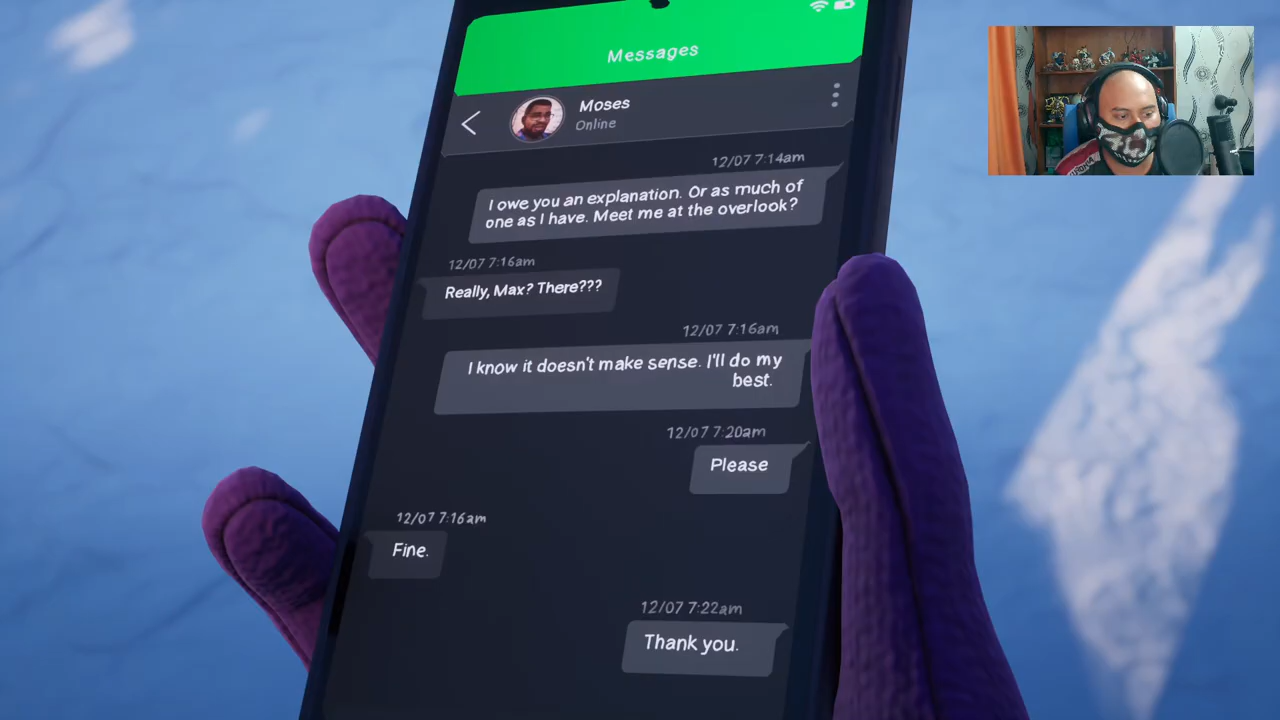 Messages
Moses
Online
12/07 7:14am
I owe you an explanation. Or as much of
one as I have. Meet me at the overlook?
12/07 7:16am
Really, Max? There???
12/07 7:16am
I know it doesn't make sense. I'll do my
best.
12/07 7:20am
Please
12/07 7:16am
Fine.
12/07 7:22am
Thank you.